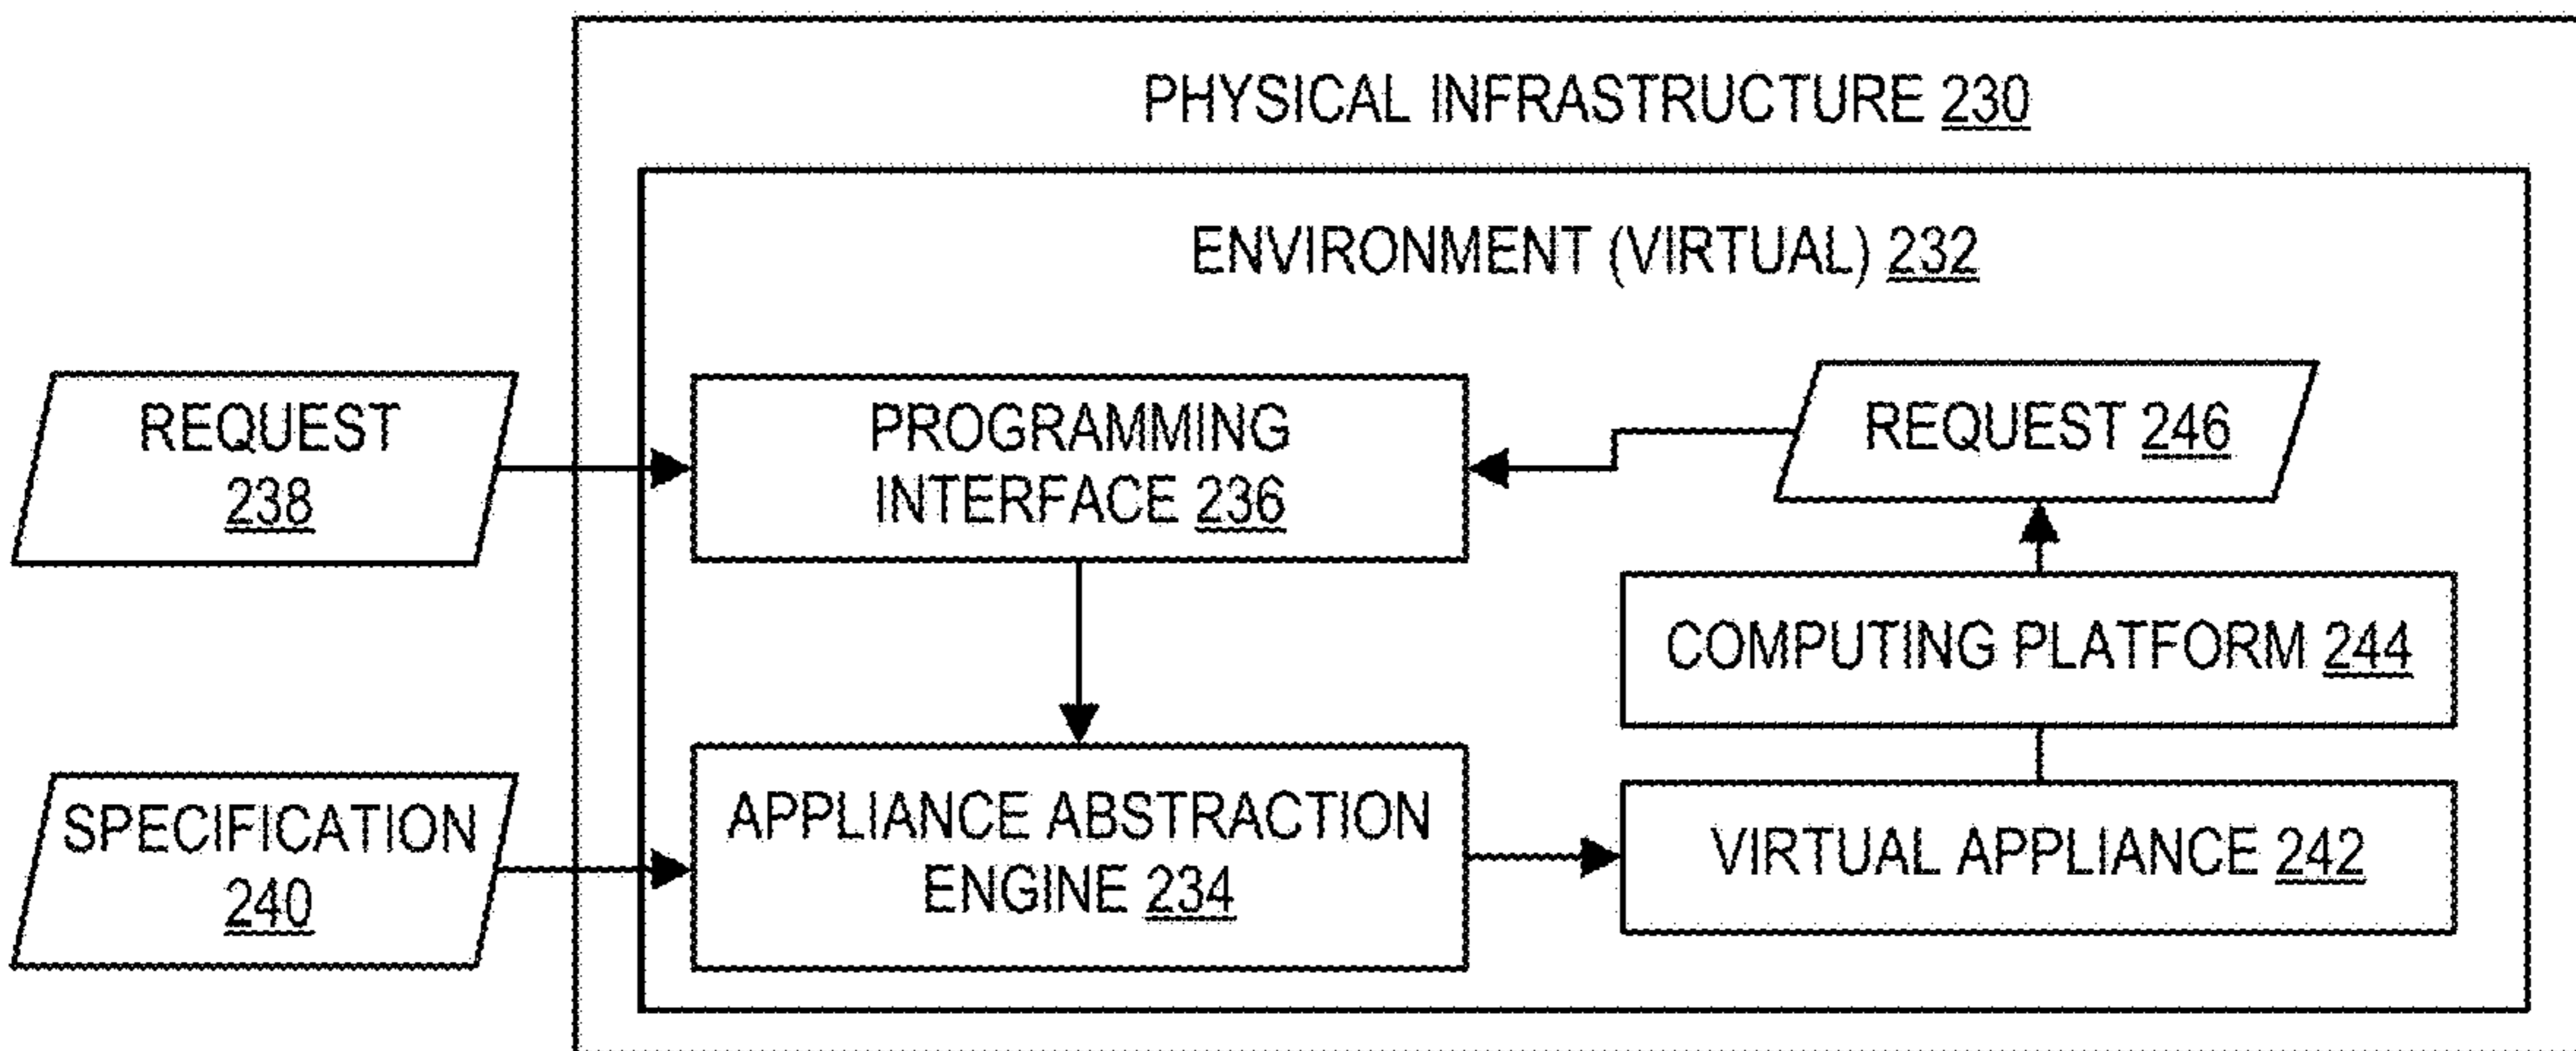 PHYSICAL INFRASTRUCTURE 230
ENVIRONMENT (VIRTUAL) 232
REQUEST
238
PROGRAMMING
INTERFACE 236
REQUEST 246
COMPUTING PLATFORM 244
SPECIFICATION
240
APPLIANCE ABSTRACTION
ENGINE 234
VIRTUAL APPLIANCE 242